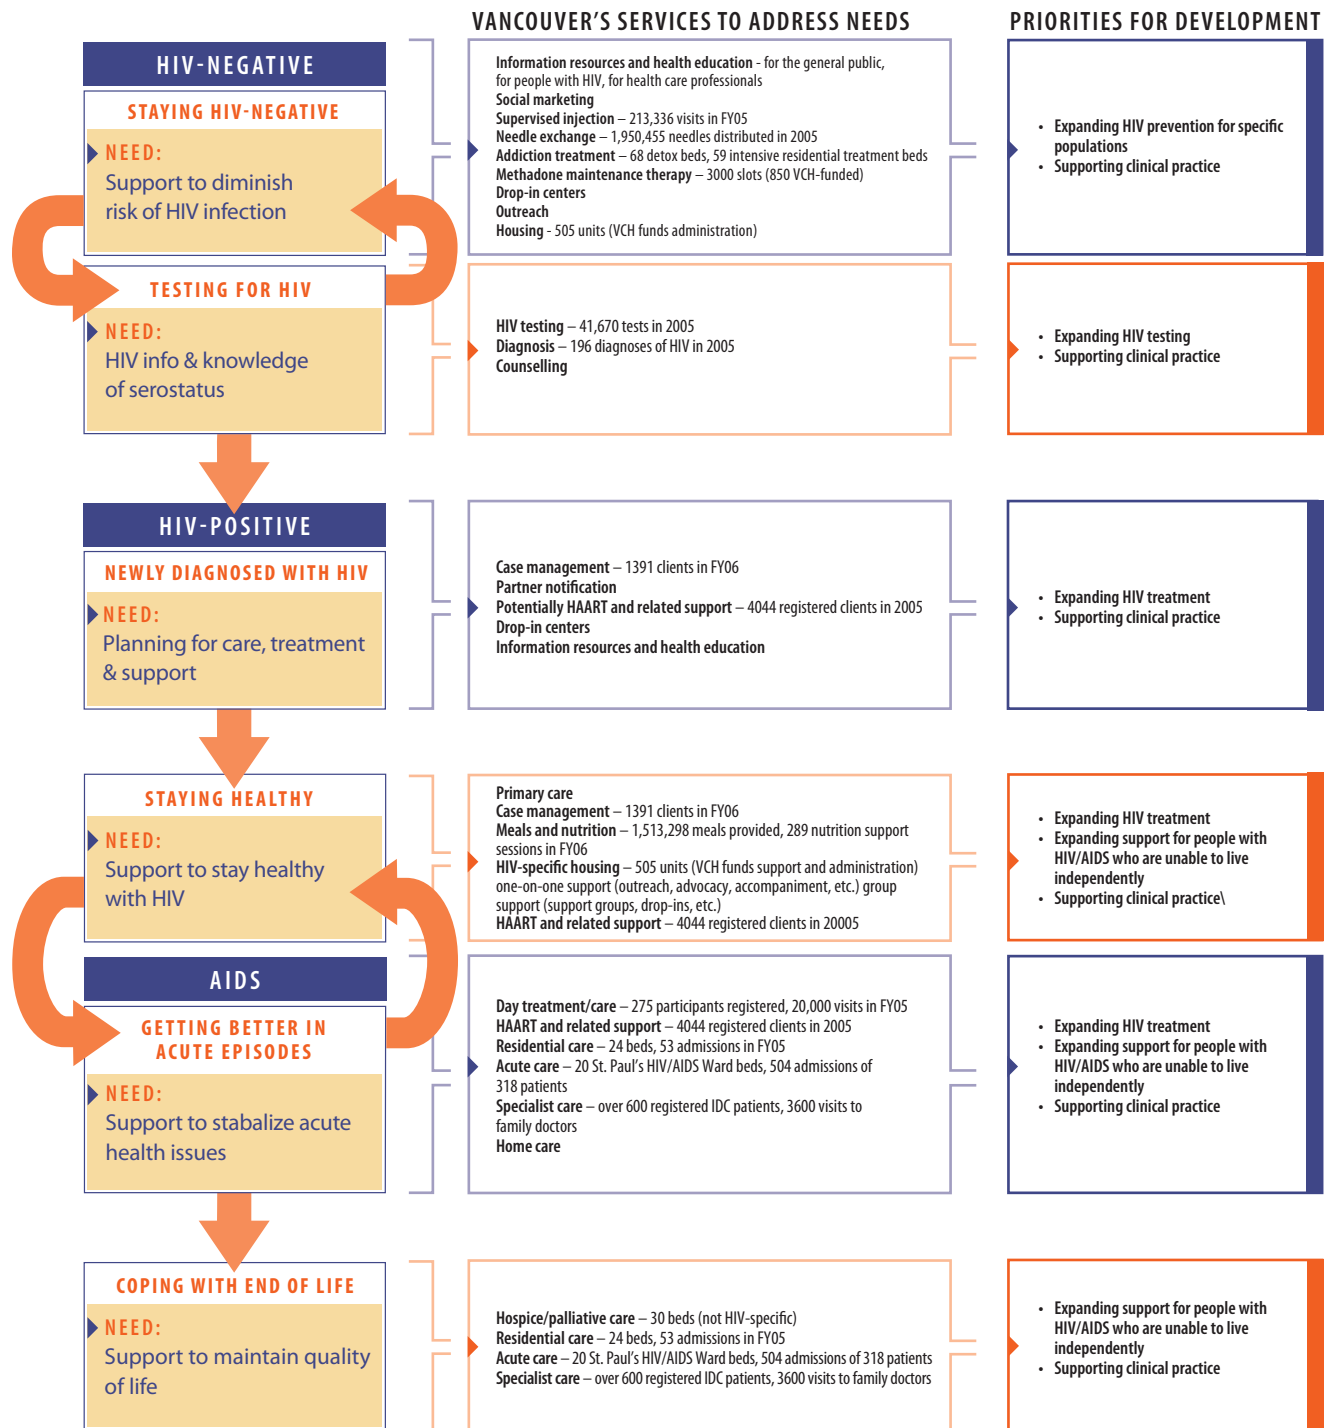 VANCOUVER'S SERVICES TO ADDRESS NEEDS
PRIORITIES FOR DEVELOPMENT
HIV-NEGATIVE
STAYING HIV-NEGATIVE
NEED:
Support to diminish
risk of HIV infection
Information resources and health education - for the general public,
for people with HIV, for health care professionals
Social marketing
Supervised injection – 213,336 visits in FY05
Needle exchange – 1,950,455 needles distributed in 2005
Addiction treatment – 68 detox beds, 59 intensive residential treatment beds
Methadone maintenance therapy – 3000 slots (850 VCH-funded)
Drop-in centers
Outreach
Housing - 505 units (VCH funds administration)
• Expanding HIV prevention for specific
populations
• Supporting clinical practice
TESTING FOR HIV
NEED:
HIV info & knowledge
of serostatus
HIV testing – 41,670 tests in 2005
Diagnosis – 196 diagnoses of HIV in 2005
Counselling
• Expanding HIV testing
• Supporting clinical practice
HIV-POSITIVE
NEWLY DIAGNOSED WITH HIV
NEED:
Planning for care, treatment
& support
Case management – 1391 clients in FY06
Partner notification
Potentially HAART and related support – 4044 registered clients in 2005
Drop-in centers
Information resources and health education
• Expanding HIV treatment
• Supporting clinical practice
STAYING HEALTHY
NEED:
Support to stay healthy
with HIV
Primary care
Case management – 1391 clients in FY06
Meals and nutrition – 1,513,298 meals provided, 289 nutrition support
sessions in FY06
HIV-specific housing – 505 units (VCH funds support and administration)
one-on-one support (outreach, advocacy, accompaniment, etc.) group
support (support groups, drop-ins, etc.)
HAART and related support – 4044 registered clients in 20005
• Expanding HIV treatment
• Expanding support for people with
HIV/AIDS who are unable to live
independently
• Supporting clinical practice\
AIDS
GETTING BETTER IN
ACUTE EPISODES
NEED:
Support to stabalize acute
health issues
Day treatment/care – 275 participants registered, 20,000 visits in FY05
HAART and related support – 4044 registered clients in 2005
Residential care – 24 beds, 53 admissions in FY05
Acute care – 20 St. Paul's HIV/AIDS Ward beds, 504 admissions of
318 patients
Specialist care – over 600 registered IDC patients, 3600 visits to
family doctors
Home care
• Expanding HIV treatment
• Expanding support for people with
HIV/AIDS who are unable to live
independently
• Supporting clinical practice
COPING WITH END OF LIFE
NEED:
Support to maintain quality
of life
Hospice/palliative care – 30 beds (not HIV-specific)
Residential care – 24 beds, 53 admissions in FY05
Acute care – 20 St. Paul's HIV/AIDS Ward beds, 504 admissions of 318 patients
Specialist care – over 600 registered IDC patients, 3600 visits to family doctors
• Expanding support for people with
HIV/AIDS who are unable to live
independently
• Supporting clinical practice